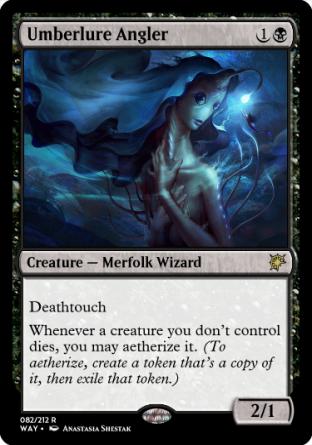 Umberlure Angler 1
Creature — Merfolk Wizard
Deathtouch
Whenever a creature you don't control
dies, you may aetherize it. (To
aetherize, create a token that's a copy of
it, then exile that token.)
2/1
082/212 R
WAY • Anastasia Shestak